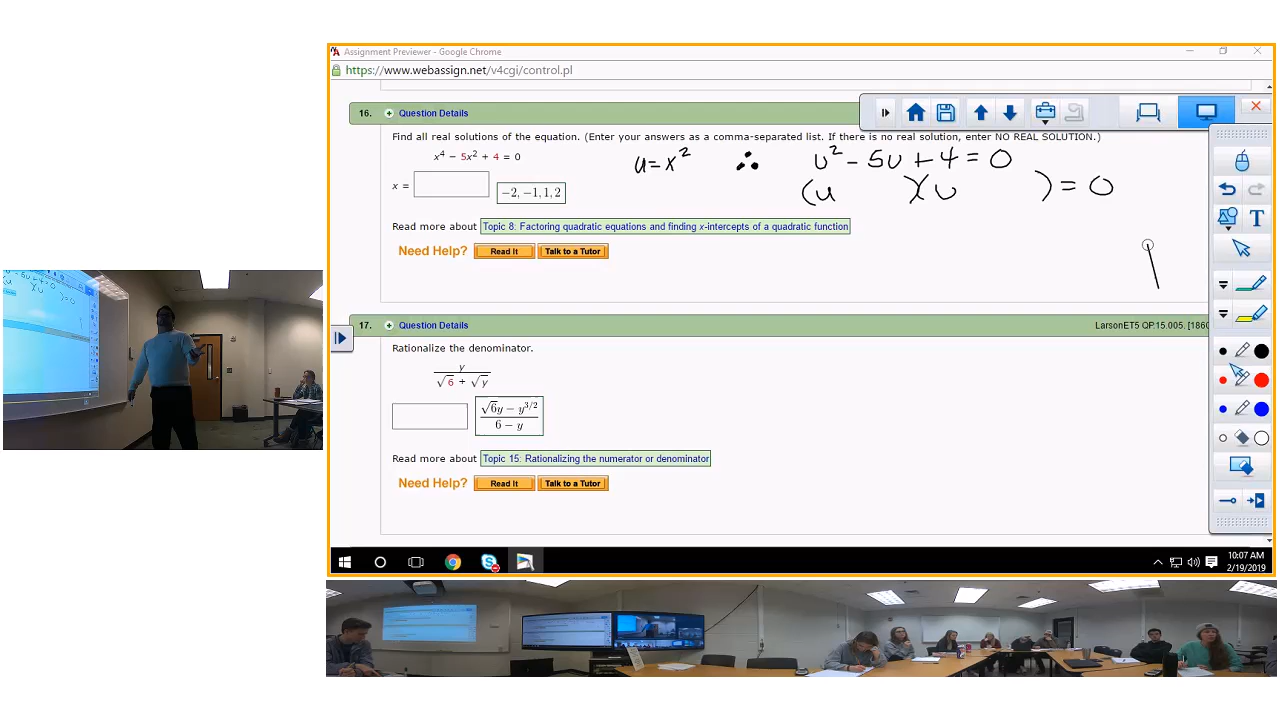 Assignment Previewer - Google Chrome
https://www.webassign.net/v4cgi/control.pl
16. Question Details
Find all real solutions of the equation. (Enter your answers as a comma-separated list. If there is no real solution, enter NO REAL SOLUTION.)
x⁴ − 5x² + 4 = 0
u = x² ∴ u² − 5u + 4 = 0
(u )(u ) = 0
x = −2, −1, 1, 2
Read more about Topic 8: Factoring quadratic equations and finding x-intercepts of a quadratic function
Need Help? Read It Talk to a Tutor
17. Question Details LarsonET5 QP.15.005. [1860
Rationalize the denominator.
y
√6 + √y
√6y − y³/²
6 − y
Read more about Topic 15: Rationalizing the numerator or denominator
Need Help? Read It Talk to a Tutor
T
10:07 AM
2/19/2019